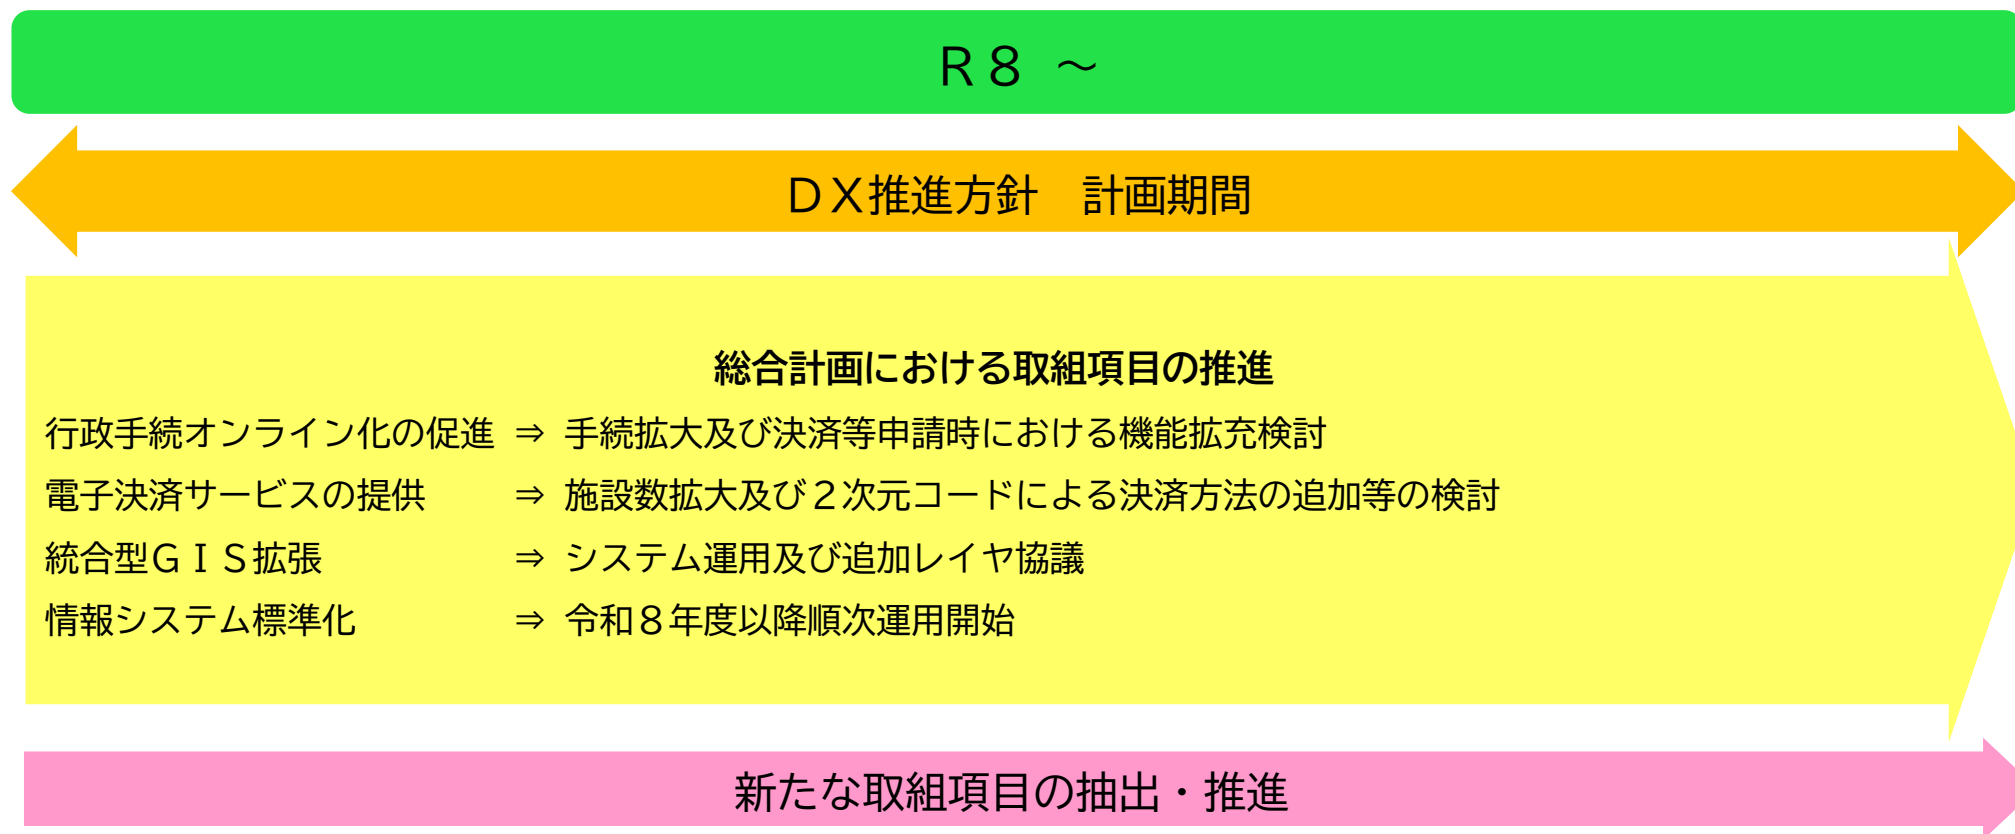 Ｒ８ ～
ＤＸ推進方針　計画期間
総合計画における取組項目の推進
行政手続オンライン化の促進 ⇒ 手続拡大及び決済等申請時における機能拡充検討
電子決済サービスの提供 ⇒ 施設数拡大及び２次元コードによる決済方法の追加等の検討
統合型ＧＩＳ拡張 ⇒ システム運用及び追加レイヤ協議
情報システム標準化 ⇒ 令和８年度以降順次運用開始
新たな取組項目の抽出・推進